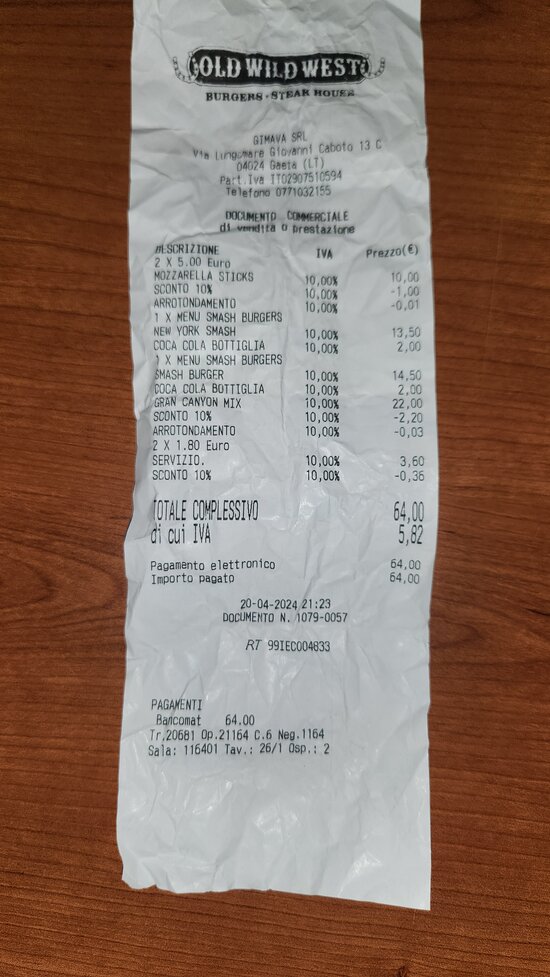 OLD WILD WEST
BURGERS · STEAK HOUSE
GIMAVA SRL
Via Lungomare Giovanni Caboto 13 C
04024 Gaeta (LT)
Part.Iva IT02907510594
Telefono 0771032155
DOCUMENTO COMMERCIALE
di vendita o prestazione
DESCRIZIONE IVA Prezzo(€)
2 X 5.00 Euro
MOZZARELLA STICKS 10,00% 10,00
SCONTO 10% 10,00% -1,00
ARROTONDAMENTO 10,00% -0,01
1 X MENU SMASH BURGERS
NEW YORK SMASH 10,00% 13,50
COCA COLA BOTTIGLIA 10,00% 2,00
1 X MENU SMASH BURGERS
SMASH BURGER 10,00% 14,50
COCA COLA BOTTIGLIA 10,00% 2,00
GRAN CANYON MIX 10,00% 22,00
SCONTO 10% 10,00% -2,20
ARROTONDAMENTO 10,00% -0,03
2 X 1.80 Euro
SERVIZIO. 10,00% 3,60
SCONTO 10% 10,00% -0,36
TOTALE COMPLESSIVO 64,00
di cui IVA 5,82
Pagamento elettronico 64,00
Importo pagato 64,00
20-04-2024 21:23
DOCUMENTO N. 1079-0057
RT 99IEC004833
PAGAMENTI
Bancomat 64.00
Tr.20681 Op.21164 C.6 Neg.1164
Sala: 116401 Tav.: 26/1 Osp.: 2